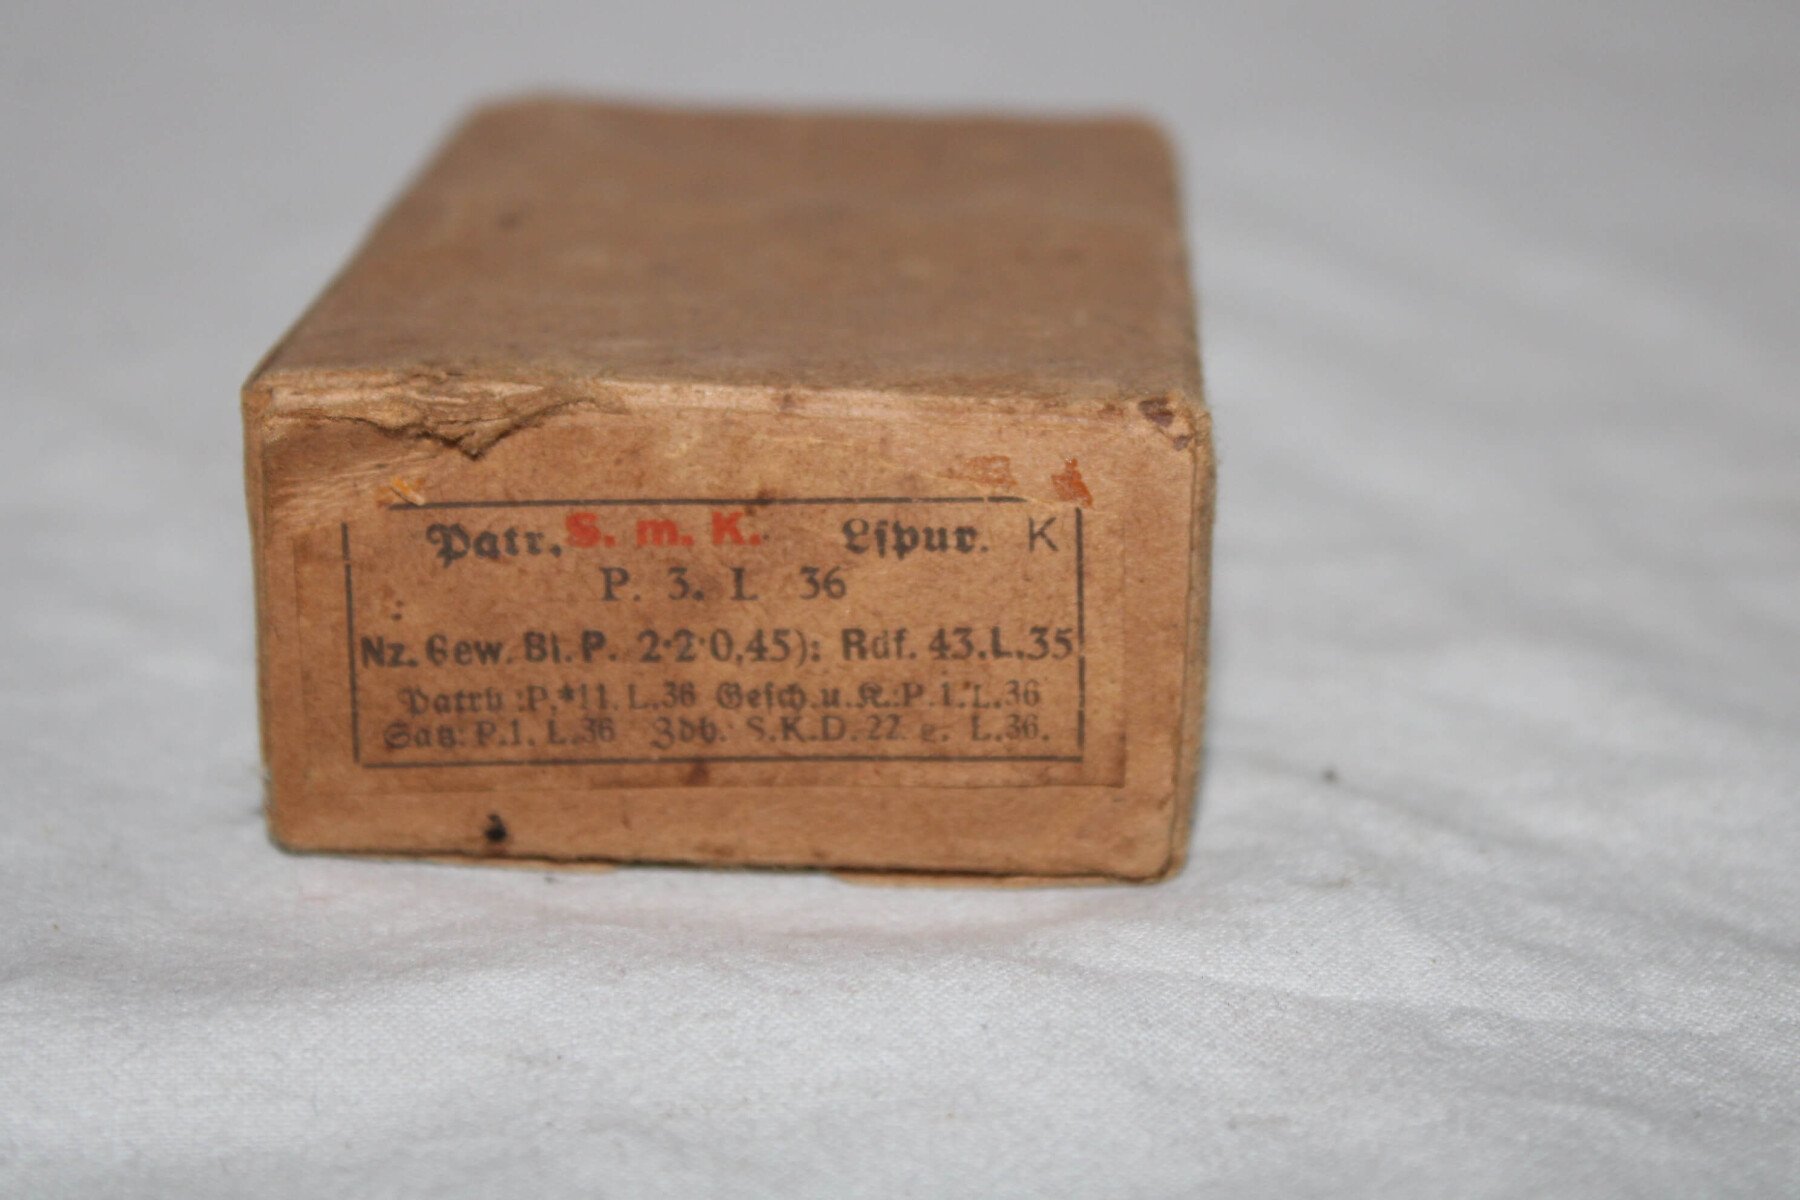 Patr. S. m. K. Lſpur. K
P. 3. L 36
Nz. Gew. Bl. P. 2·2·0,45): Rdf. 43.L.35
Patrh : P.*11. L.36 Geſch.u.K.:P.1.L.36
Satz: P.1. L.36 Zdh. S.K.D. 22. g. L.36.